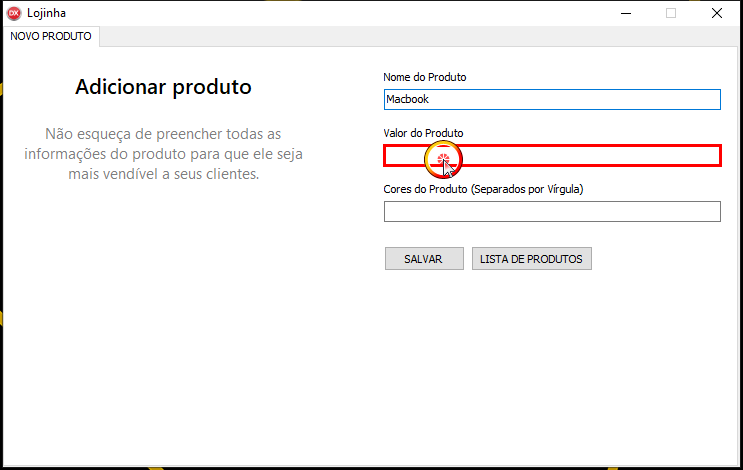 DX Lojinha
NOVO PRODUTO
Adicionar produto
Não esqueça de preencher todas as
informações do produto para que ele seja
mais vendível a seus clientes.
Nome do Produto
Macbook
Valor do Produto
Cores do Produto (Separados por Vírgula)
SALVAR
LISTA DE PRODUTOS